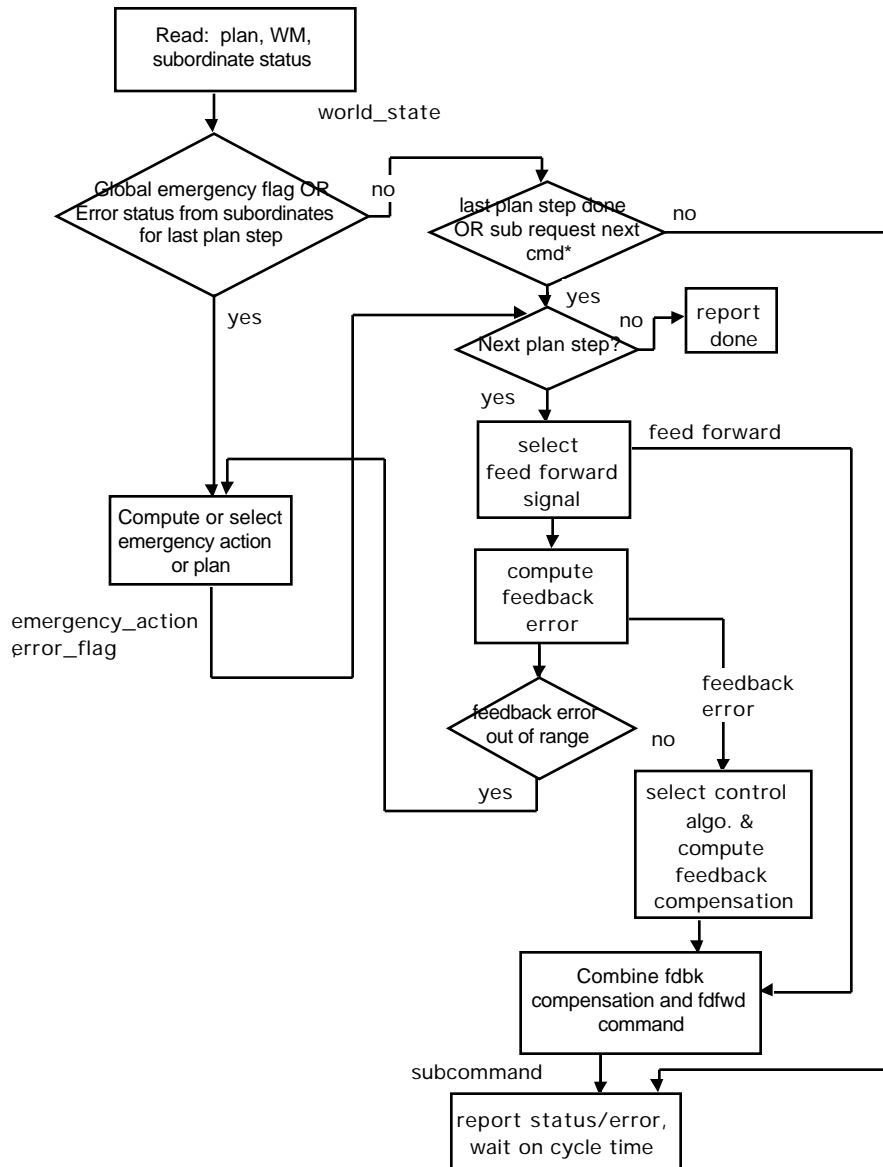 Read: plan, WM,
subordinate status
world_state
Global emergency flag OR
Error status from subordinates
for last plan step
no
last plan step done
OR sub request next
cmd*
no
yes
yes
Next plan step?
no
report
done
yes
select
feed forward
signal
feed forward
Compute or select
emergency action
or plan
compute
feedback
error
emergency_action
error_flag
feedback
error
feedback error
out of range
no
yes
select control
algo. &
compute
feedback
compensation
Combine fdbk
compensation and fdfwd
command
subcommand
report status/error,
wait on cycle time